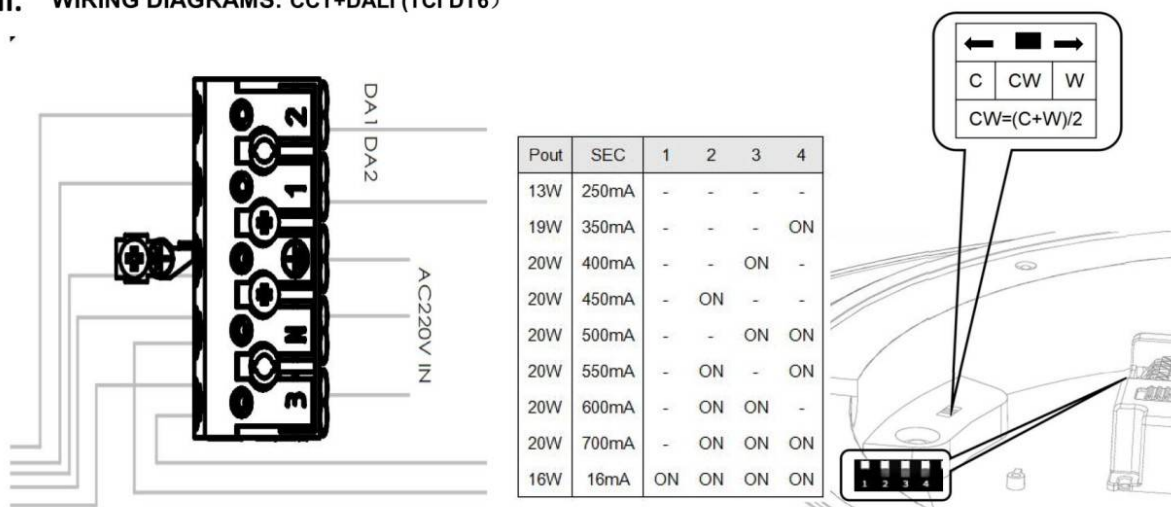 WIRING DIAGRAMS: CCT+DALI (TCI DT6）
2
1
N
3
DA1 DA2
AC220V IN
Pout SEC 1 2 3 4
13W 250mA - - - -
19W 350mA - - - ON
20W 400mA - - ON -
20W 450mA - ON - -
20W 500mA - - ON ON
20W 550mA - ON - ON
20W 600mA - ON ON -
20W 700mA - ON ON ON
16W 16mA ON ON ON ON
C CW W
CW=(C+W)/2
1 2 3 4